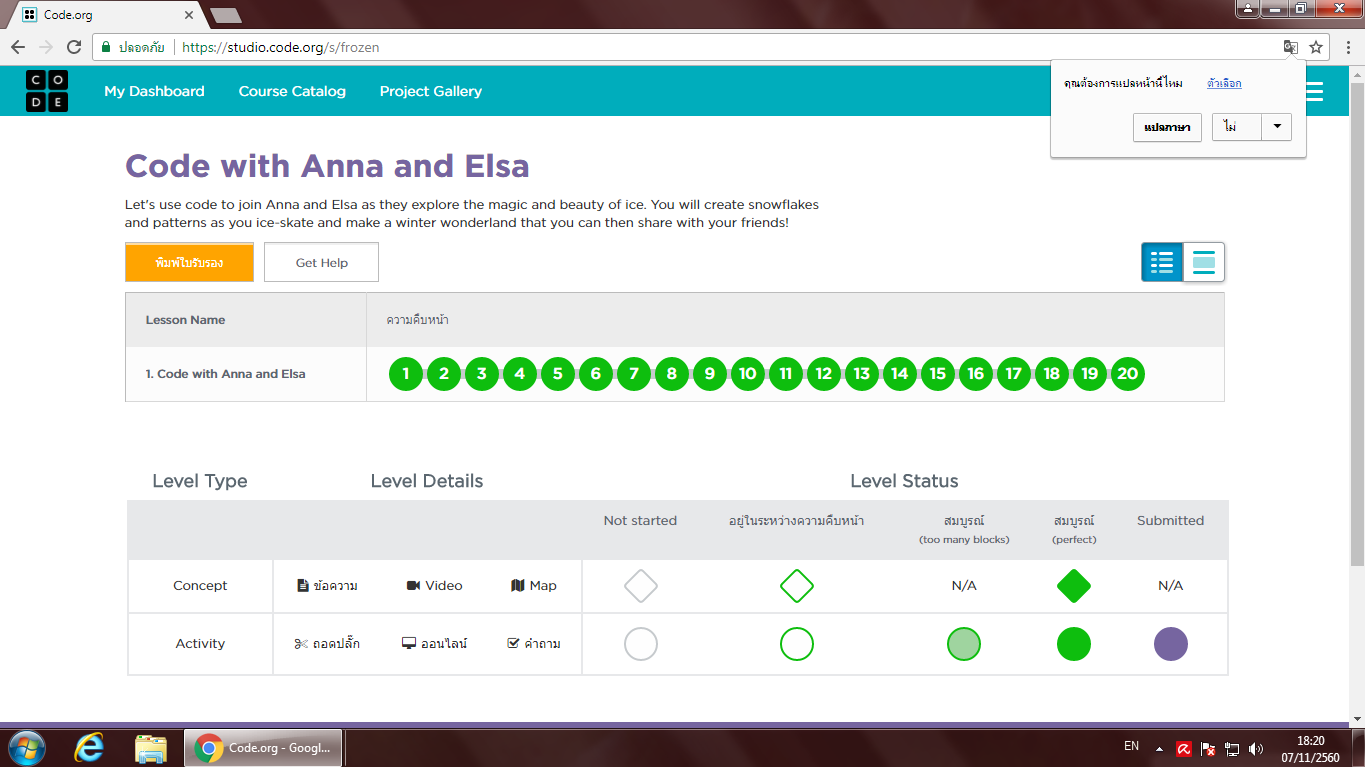 Code.org
ปลอดภัย https://studio.code.org/s/frozen
คุณต้องการแปลหน้านี้ไหม ตัวเลือก
แปลภาษา ไม่
C O D E
My Dashboard Course Catalog Project Gallery
Code with Anna and Elsa
Let's use code to join Anna and Elsa as they explore the magic and beauty of ice. You will create snowflakes
and patterns as you ice-skate and make a winter wonderland that you can then share with your friends!
พิมพ์ใบรับรอง Get Help
Lesson Name ความคืบหน้า
1. Code with Anna and Elsa 1 2 3 4 5 6 7 8 9 10 11 12 13 14 15 16 17 18 19 20
Level Type Level Details Level Status
Not started อยู่ในระหว่างความคืบหน้า สมบูรณ์ สมบูรณ์ Submitted
(too many blocks) (perfect)
Concept ข้อความ Video Map N/A N/A
Activity ถอดปลั๊ก ออนไลน์ คำถาม
Code.org - Googl...
EN
18:20
07/11/2560